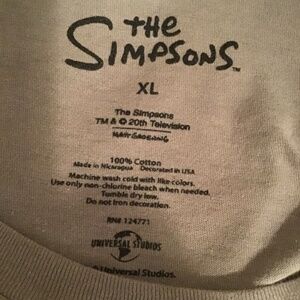 THE
SIMPSONS™
XL
The Simpsons
TM & © 20th Television
MATT GROENING
100% Cotton
Made in Nicaragua Decorated in USA
Machine wash cold with like colors.
Use only non-chlorine bleach when needed.
Tumble dry low.
Do not iron decoration.
RN# 124771
UNIVERSAL STUDIOS
© Universal Studios.